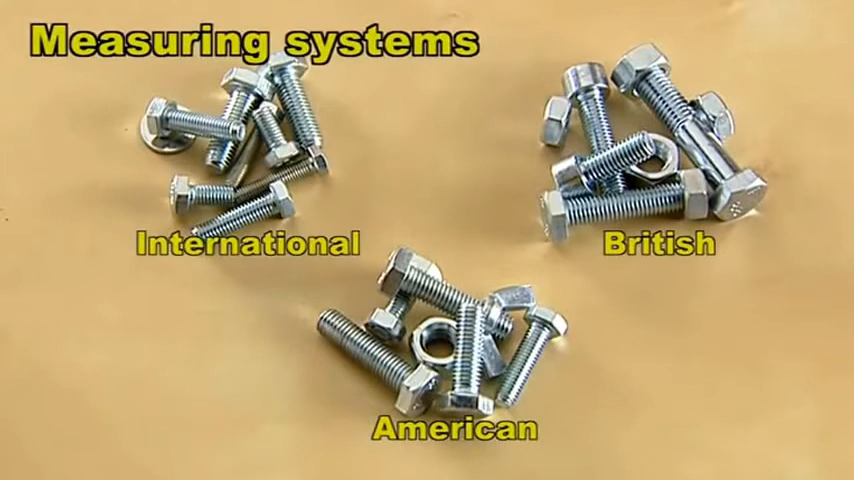 Measuring systems
International
British
American